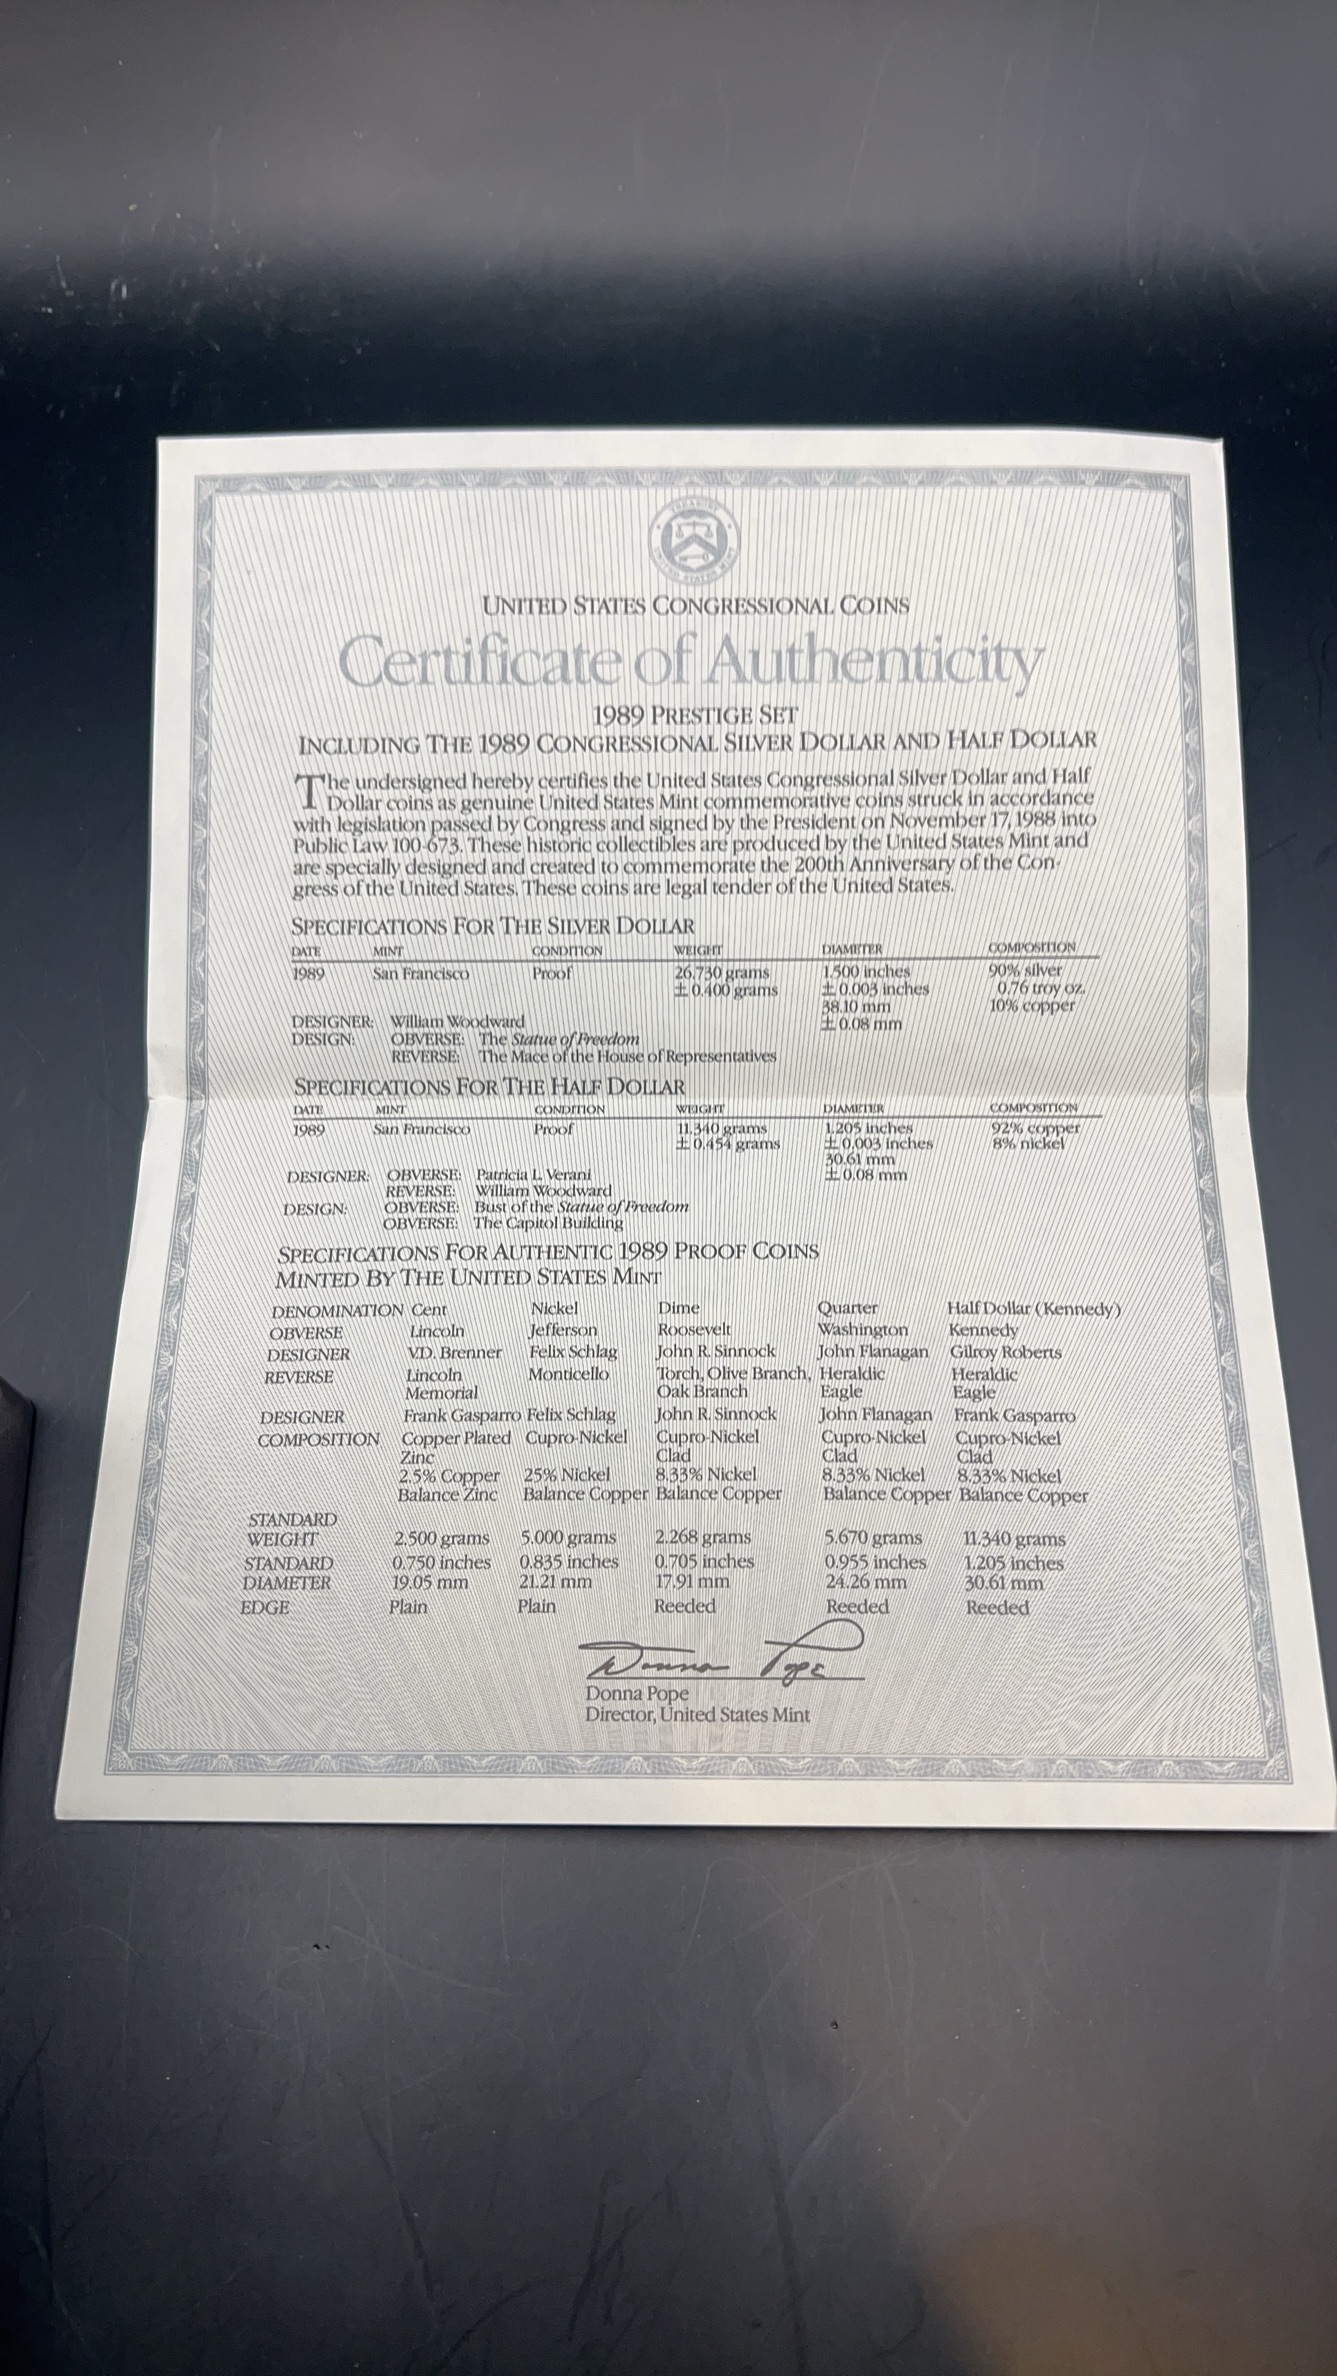 UNITED STATES CONGRESSIONAL COINS
Certificate of Authenticity
1989 PRESTIGE SET
INCLUDING THE 1989 CONGRESSIONAL SILVER DOLLAR AND HALF DOLLAR
The undersigned hereby certifies the United States Congressional Silver Dollar and Half
Dollar coins as genuine United States Mint commemorative coins struck in accordance
with legislation passed by Congress and signed by the President on November 17, 1988 into
Public Law 100-673. These historic collectibles are produced by the United States Mint and
are specially designed and created to commemorate the 200th Anniversary of the Con-
gress of the United States. These coins are legal tender of the United States.
SPECIFICATIONS FOR THE SILVER DOLLAR
DATE MINT CONDITION WEIGHT DIAMETER COMPOSITION
1989 San Francisco Proof 26.730 grams 1.500 inches 90% silver
± 0.400 grams ± 0.003 inches 0.76 troy oz.
38.10 mm 10% copper
± 0.08 mm
DESIGNER: William Woodward
DESIGN: OBVERSE: The Statue of Freedom
REVERSE: The Mace of the House of Representatives
SPECIFICATIONS FOR THE HALF DOLLAR
DATE MINT CONDITION WEIGHT DIAMETER COMPOSITION
1989 San Francisco Proof 11.340 grams 1.205 inches 92% copper
± 0.454 grams ± 0.003 inches 8% nickel
30.61 mm
± 0.08 mm
DESIGNER: OBVERSE: Patricia L. Verani
REVERSE: William Woodward
DESIGN: OBVERSE: Bust of the Statue of Freedom
OBVERSE: The Capitol Building
SPECIFICATIONS FOR AUTHENTIC 1989 PROOF COINS
MINTED BY THE UNITED STATES MINT
DENOMINATION Cent Nickel Dime Quarter Half Dollar (Kennedy)
OBVERSE Lincoln Jefferson Roosevelt Washington Kennedy
DESIGNER V.D. Brenner Felix Schlag John R. Sinnock John Flanagan Gilroy Roberts
REVERSE Lincoln Monticello Torch, Olive Branch, Heraldic Heraldic
Memorial Oak Branch Eagle Eagle
DESIGNER Frank Gasparro Felix Schlag John R. Sinnock John Flanagan Frank Gasparro
COMPOSITION Copper Plated Cupro-Nickel Cupro-Nickel Cupro-Nickel Cupro-Nickel
Zinc Clad Clad Clad
2.5% Copper 25% Nickel 8.33% Nickel 8.33% Nickel 8.33% Nickel
Balance Zinc Balance Copper Balance Copper Balance Copper Balance Copper
STANDARD
WEIGHT 2.500 grams 5.000 grams 2.268 grams 5.670 grams 11.340 grams
STANDARD 0.750 inches 0.835 inches 0.705 inches 0.955 inches 1.205 inches
DIAMETER 19.05 mm 21.21 mm 17.91 mm 24.26 mm 30.61 mm
EDGE Plain Plain Reeded Reeded Reeded
Donna Pope
Donna Pope
Director, United States Mint